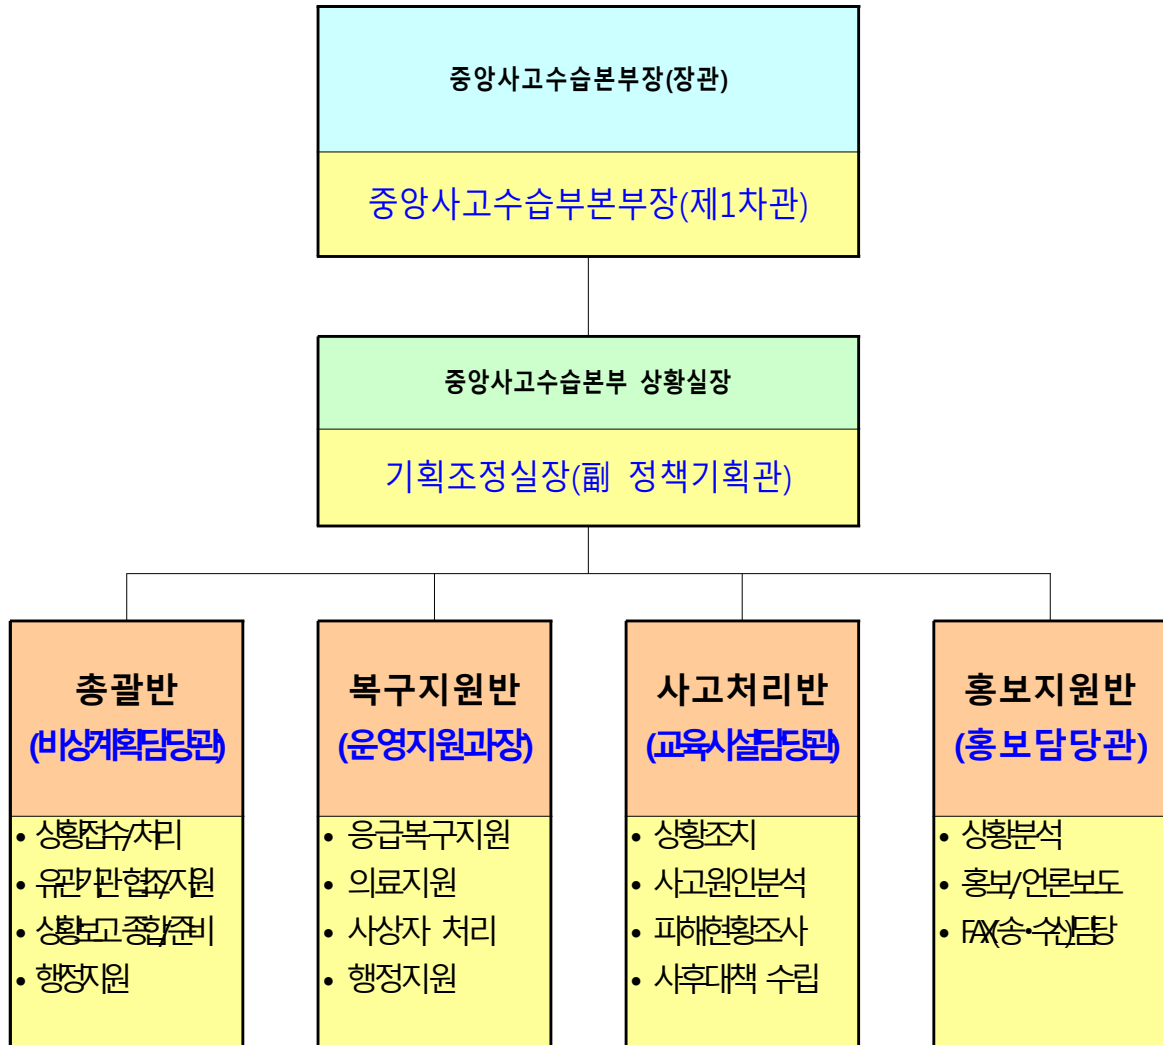 중앙사고수습본부장(장관)
중앙사고수습부본부장(제1차관)
중앙사고수습본부 상황실장
기획조정실장(副 정책기획관)
총괄반
(비상계획담당관)
• 상황접수/처리
• 유관기관 협조/지원
• 상황보고 종합/준비
• 행정지원
복구지원반
(운영지원과장)
• 응급복구지원
• 의료지원
• 사상자 처리
• 행정지원
사고처리반
(교육시설담당관)
• 상황조치
• 사고원인분석
• 피해현황조사
• 사후대책 수립
홍보지원반
(홍보담당관)
• 상황분석
• 홍보/언론보도
• FAX(송·수신)담당